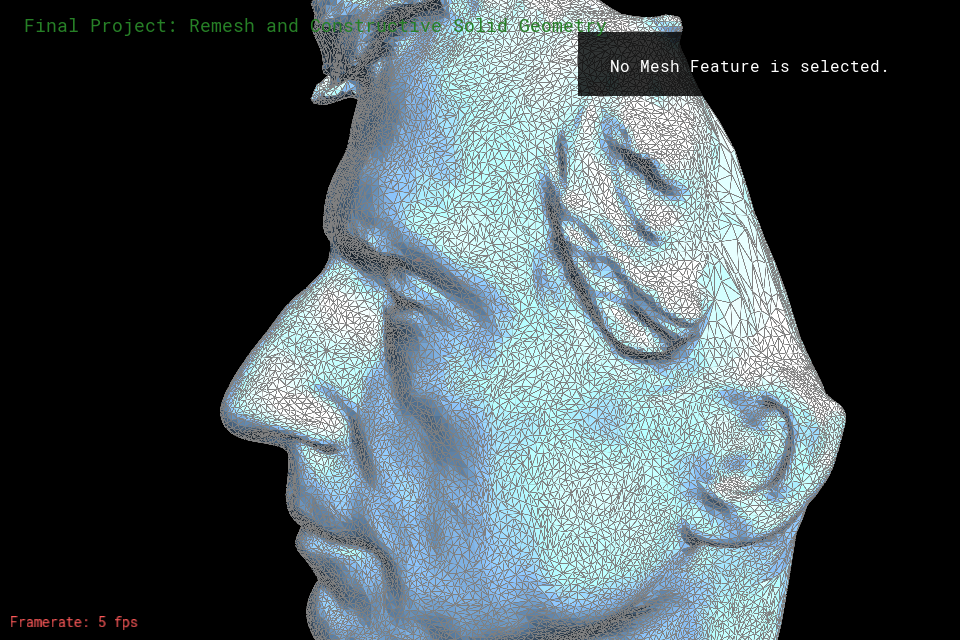 Final Project: Remesh and Constructive Solid Geometry
No Mesh Feature is selected.
Framerate: 5 fps